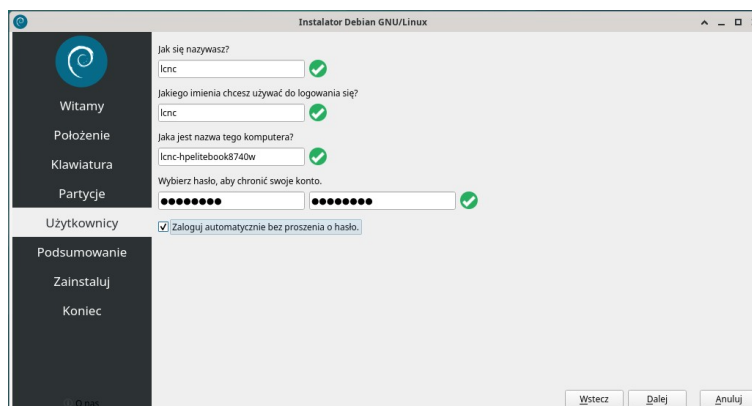 Instalator Debian GNU/Linux
Witamy
Położenie
Klawiatura
Partycje
Użytkownicy
Podsumowanie
Zainstaluj
Koniec
O nas
Jak się nazywasz?
lcnc
Jakiego imienia chcesz używać do logowania się?
lcnc
Jaka jest nazwa tego komputera?
lcnc-hpelitebook8740w
Wybierz hasło, aby chronić swoje konto.
●●●●●●●● ●●●●●●●●
Zaloguj automatycznie bez proszenia o hasło.
Wstecz Dalej Anuluj